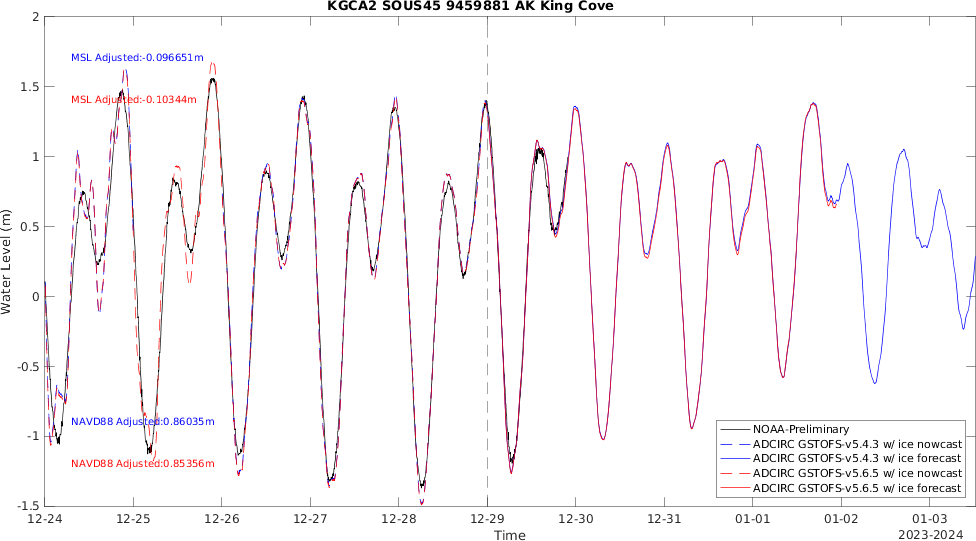 KGCA2 SOUS45 9459881 AK King Cove
2
1.5
1
0.5
0
-0.5
-1
-1.5
Water Level (m)
MSL Adjusted:-0.096651m
MSL Adjusted:-0.10344m
NAVD88 Adjusted:0.86035m
NAVD88 Adjusted:0.85356m
NOAA-Preliminary
ADCIRC GSTOFS-v5.4.3 w/ ice nowcast
ADCIRC GSTOFS-v5.4.3 w/ ice forecast
ADCIRC GSTOFS-v5.6.5 w/ ice nowcast
ADCIRC GSTOFS-v5.6.5 w/ ice forecast
12-24 12-25 12-26 12-27 12-28 12-29 12-30 12-31 01-01 01-02 01-03
Time
2023-2024